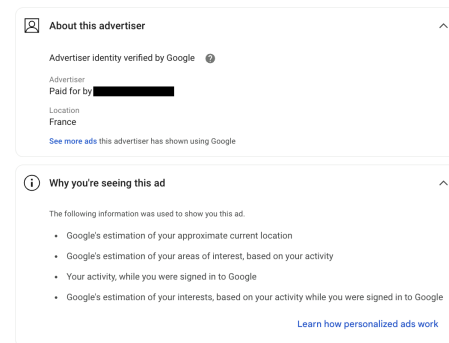 About this advertiser
Advertiser identity verified by Google
Advertiser
Paid for by
Location
France
See more ads this advertiser has shown using Google
Why you're seeing this ad
The following information was used to show you this ad.
• Google's estimation of your approximate current location
• Google's estimation of your areas of interest, based on your activity
• Your activity, while you were signed in to Google
• Google's estimation of your interests, based on your activity while you were signed in to Google
Learn how personalized ads work